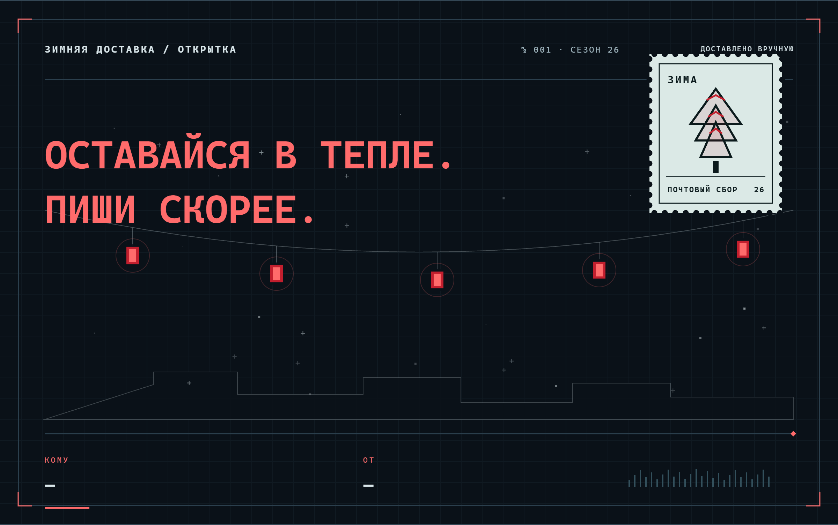 ЗИМНЯЯ ДОСТАВКА / ОТКРЫТКА
№ 001 · СЕЗОН 26
ДОСТАВЛЕНО ВРУЧНУЮ
ЗИМА
ПОЧТОВЫЙ СБОР 26
ОСТАВАЙСЯ В ТЕПЛЕ.
ПИШИ СКОРЕЕ.
КОМУ
—
ОТ
—